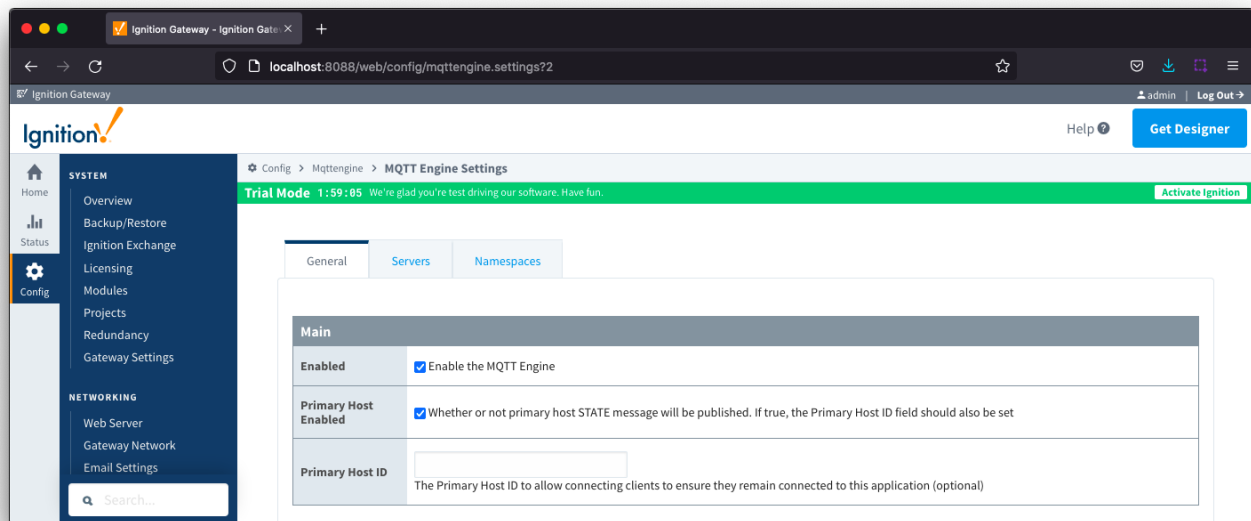 Ignition Gateway - Ignition Gate
localhost:8088/web/config/mqttengine.settings?2
Ignition Gateway
admin | Log Out
Ignition!
Help
Get Designer
Home
Status
Config
SYSTEM
Overview
Backup/Restore
Ignition Exchange
Licensing
Modules
Projects
Redundancy
Gateway Settings
NETWORKING
Web Server
Gateway Network
Email Settings
Search...
Config > Mqttengine > MQTT Engine Settings
Trial Mode 1:59:05 We're glad you're test driving our software. Have fun.
Activate Ignition
General
Servers
Namespaces
Main
Enabled
Enable the MQTT Engine
Primary Host
Enabled
Whether or not primary host STATE message will be published. If true, the Primary Host ID field should also be set
Primary Host ID
The Primary Host ID to allow connecting clients to ensure they remain connected to this application (optional)